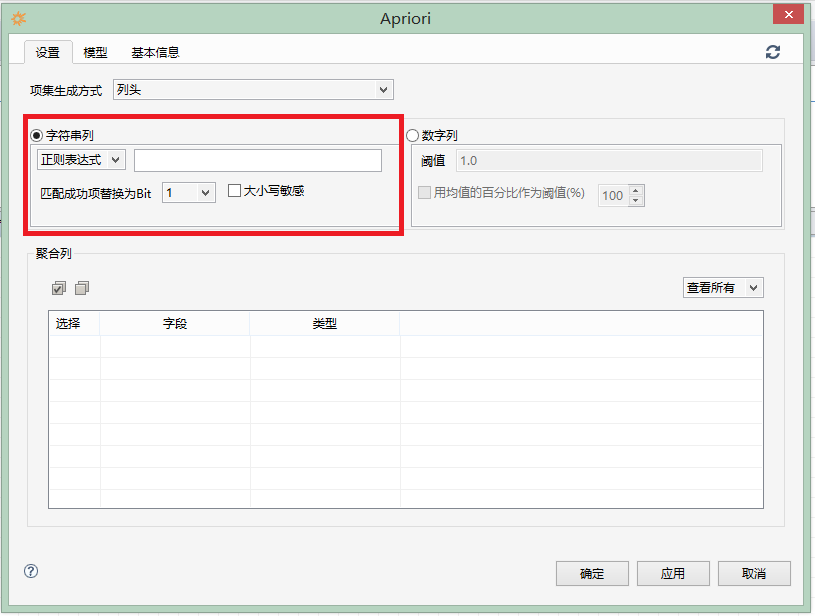 Apriori
设置 模型 基本信息
项集生成方式 列头
字符串列 数字列
正则表达式 阈值 1.0
匹配成功项替换为Bit 1 大小写敏感 用均值的百分比作为阈值(%) 100
聚合列
查看所有
选择 字段 类型
确定 应用 取消